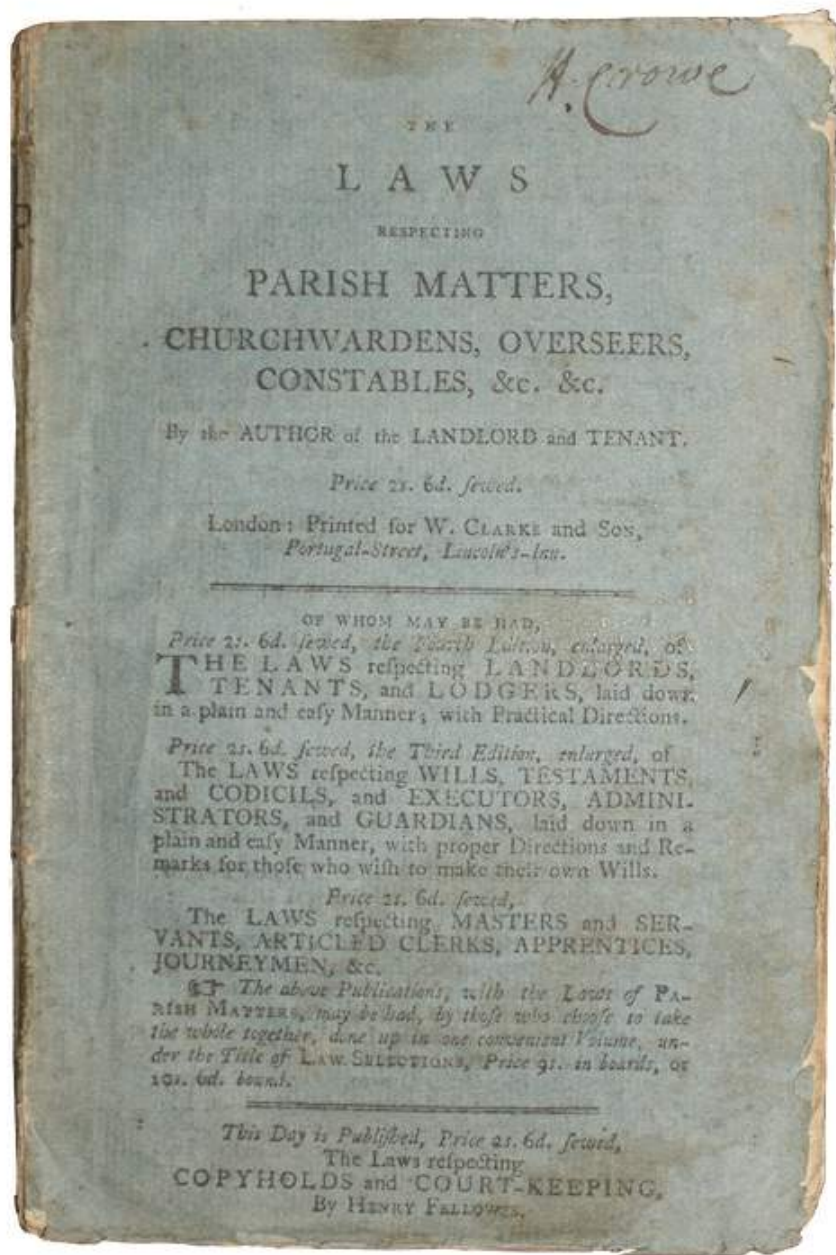 H. Crowe
THE
LAWS
RESPECTING
PARISH MATTERS,
CHURCHWARDENS, OVERSEERS,
CONSTABLES, &c. &c.
By the AUTHOR of the LANDLORD and TENANT.
Price 2s. 6d. ſewed.
London: Printed for W. CLARKE and SON,
Portugal-Street, Lincoln's-Inn.
OF WHOM MAY BE HAD,
Price 2s. 6d. ſewed, the Fourth Edition, enlarged, of
THE LAWS reſpecting LANDLORDS,
TENANTS, and LODGERS, laid down
in a plain and eaſy Manner; with Practical Directions.
Price 2s. 6d. ſewed, the Third Edition, enlarged, of
The LAWS reſpecting WILLS, TESTAMENTS,
and CODICILS, and EXECUTORS, ADMINI-
STRATORS, and GUARDIANS, laid down in a
plain and eaſy Manner, with proper Directions and Re-
marks for thoſe who wiſh to make their own Wills.
Price 2s. 6d. ſewed,
The LAWS reſpecting MASTERS and SER-
VANTS, ARTICLED CLERKS, APPRENTICES,
JOURNEYMEN, &c.
☞ The above Publications, with the Laws of PA-
RISH MATTERS, may be had, by thoſe who chooſe to take
the whole together, done up in one convenient Volume, un-
der the Title of LAW SELECTIONS, Price 9s. in boards, or
10s. 6d. bound.
This Day is Publiſhed, Price 2s. 6d. ſewed,
The Laws reſpecting
COPYHOLDS and COURT-KEEPING,
By HENRY FELLOWES.